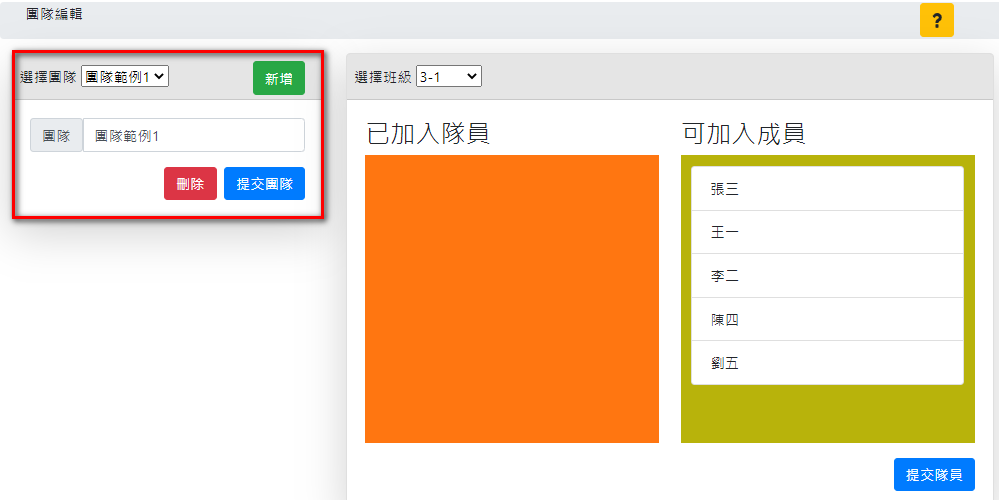 團隊編輯
?
選擇團隊 團隊範例1 新增
團隊 團隊範例1
刪除 提交團隊
選擇班級 3-1
已加入隊員
可加入成員
張三
王一
李二
陳四
劉五
提交隊員